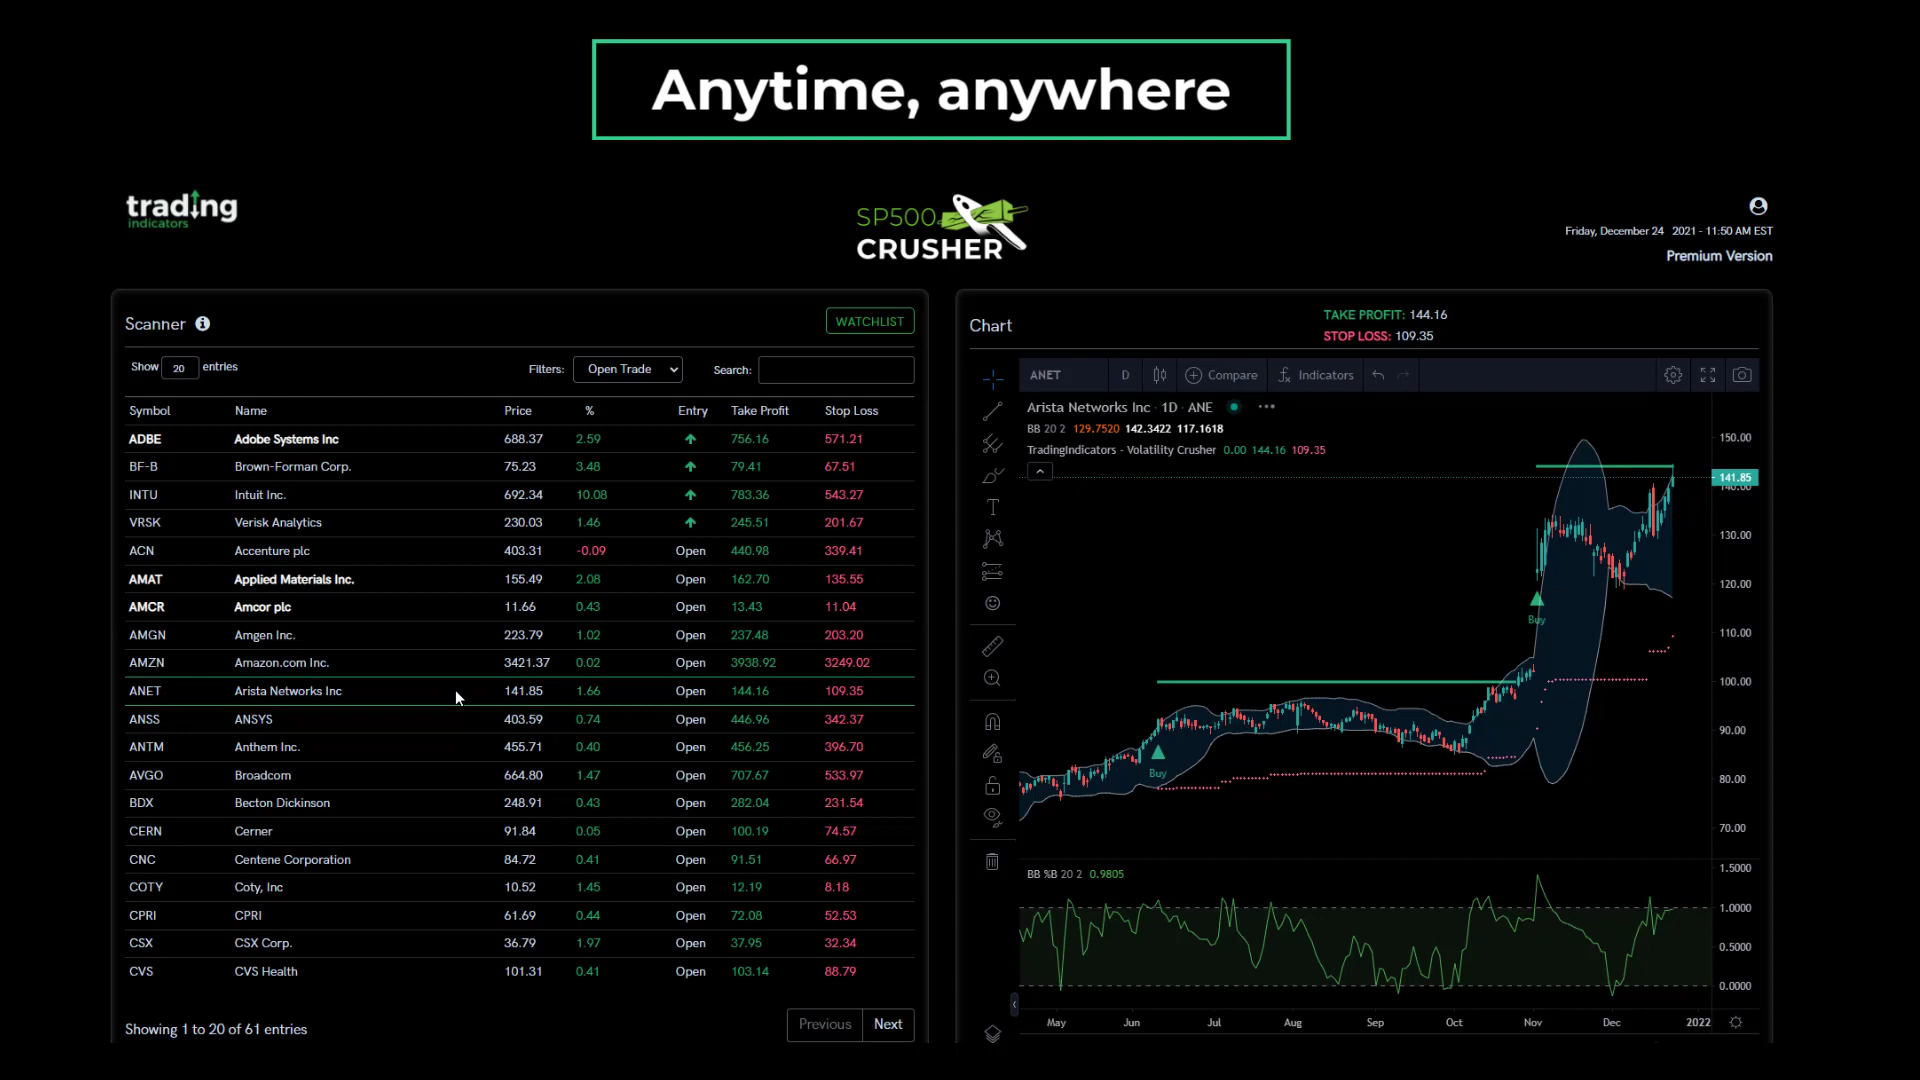 Anytime, anywhere
trading
indicators
SP500
CRUSHER
Friday, December 24 2021 - 11:50 AM EST
Premium Version
Scanner
WATCHLIST
Show 20 entries
Filters: Open Trade
Search:
Symbol Name Price % Entry Take Profit Stop Loss
ADBE Adobe Systems Inc 688.37 2.59 756.16 571.21
BF-B Brown-Forman Corp. 75.23 3.48 79.41 67.51
INTU Intuit Inc. 692.34 10.08 783.36 543.27
VRSK Verisk Analytics 230.03 1.46 245.51 201.67
ACN Accenture plc 403.31 -0.09 Open 440.98 339.41
AMAT Applied Materials Inc. 155.49 2.08 Open 162.70 135.55
AMCR Amcor plc 11.66 0.43 Open 13.43 11.04
AMGN Amgen Inc. 223.79 1.02 Open 237.48 203.20
AMZN Amazon.com Inc. 3421.37 0.02 Open 3938.92 3249.02
ANET Arista Networks Inc 141.85 1.66 Open 144.16 109.35
ANSS ANSYS 403.59 0.74 Open 446.96 342.37
ANTM Anthem Inc. 455.71 0.40 Open 456.25 396.70
AVGO Broadcom 664.80 1.47 Open 707.67 533.97
BDX Becton Dickinson 248.91 0.43 Open 282.04 231.54
CERN Cerner 91.84 0.05 Open 100.19 74.57
CNC Centene Corporation 84.72 0.41 Open 91.51 66.97
COTY Coty, Inc 10.52 1.45 Open 12.19 8.18
CPRI CPRI 61.69 0.44 Open 72.08 52.53
CSX CSX Corp. 36.79 1.97 Open 37.95 32.34
CVS CVS Health 101.31 0.41 Open 103.14 88.79
Showing 1 to 20 of 61 entries
Previous Next
Chart
TAKE PROFIT: 144.16
STOP LOSS: 109.35
ANET D Compare Indicators
Arista Networks Inc · 1D · ANE
BB 20 2 129.7520 142.3422 117.1618
TradingIndicators - Volatility Crusher 0.00 144.16 109.35
150.00
141.85
140.00
130.00
120.00
110.00
100.00
90.00
80.00
70.00
Buy
Buy
BB %B 20 2 0.9805
1.5000
1.0000
0.5000
0.0000
May Jun Jul Aug Sep Oct Nov Dec 2022